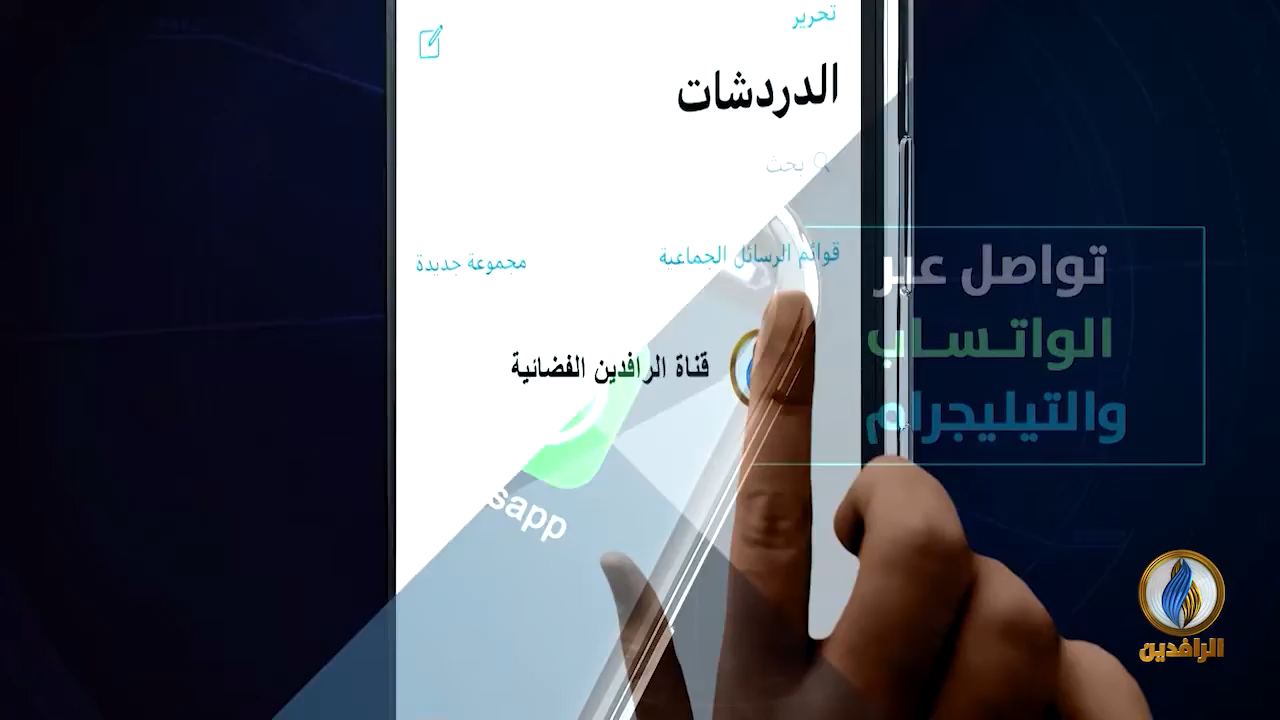 تحرير
الدردشات
بحث
قوائم الرسائل الجماعية
مجموعة جديدة
قناة الرافدين الفضائية
sapp
تواصل عبر
الواتساب
والتيليجرام
الرافدين